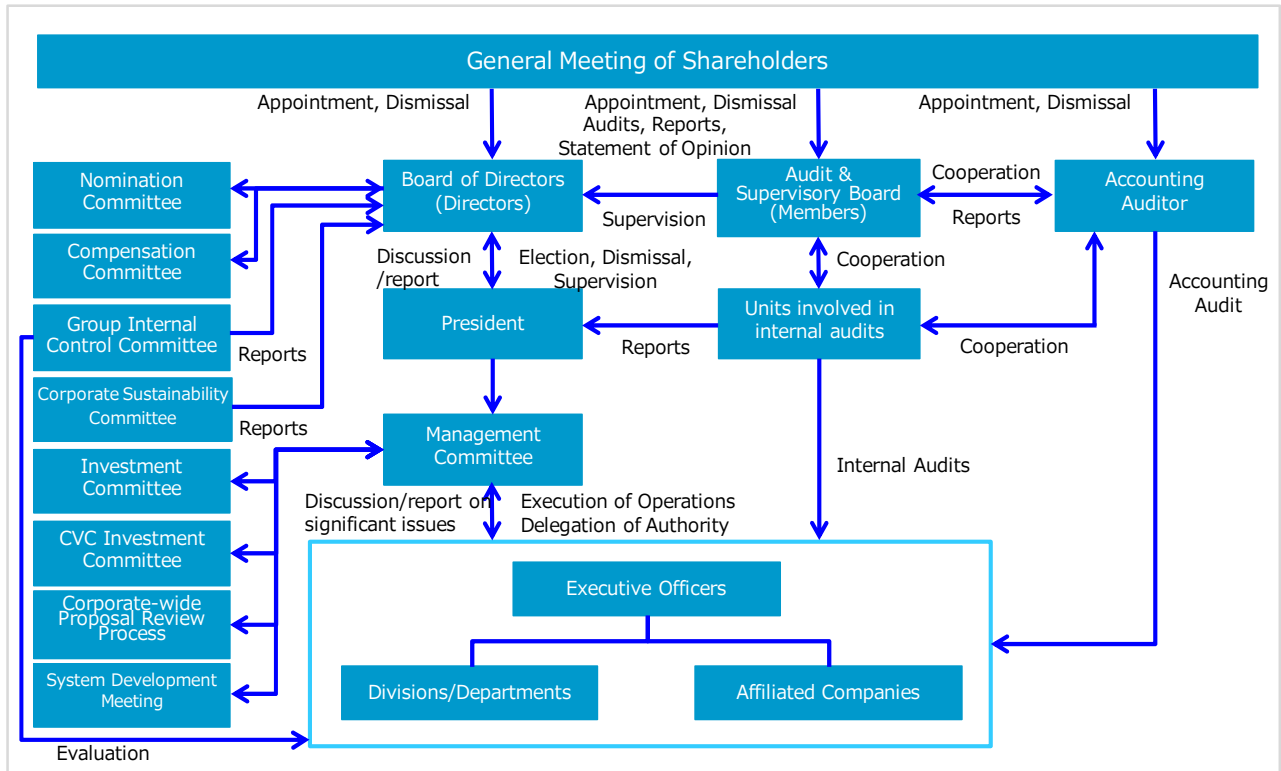 General Meeting of Shareholders
Appointment, Dismissal
Appointment, Dismissal
Audits, Reports,
Statement of Opinion
Appointment, Dismissal
Nomination
Committee
Board of Directors
(Directors)
Audit &
Supervisory Board
(Members)
Cooperation
Reports
Accounting
Auditor
Supervision
Compensation
Committee
Discussion
/report
Election, Dismissal,
Supervision
Cooperation
Accounting
Audit
Group Internal
Control Committee
Reports
President
Reports
Units involved in
internal audits
Cooperation
Corporate Sustainability
Committee
Reports
Management
Committee
Investment
Committee
Discussion/report on
significant issues
Execution of Operations
Delegation of Authority
Internal Audits
CVC Investment
Committee
Corporate-wide
Proposal Review
Process
System Development
Meeting
Executive Officers
Divisions/Departments
Affiliated Companies
Evaluation